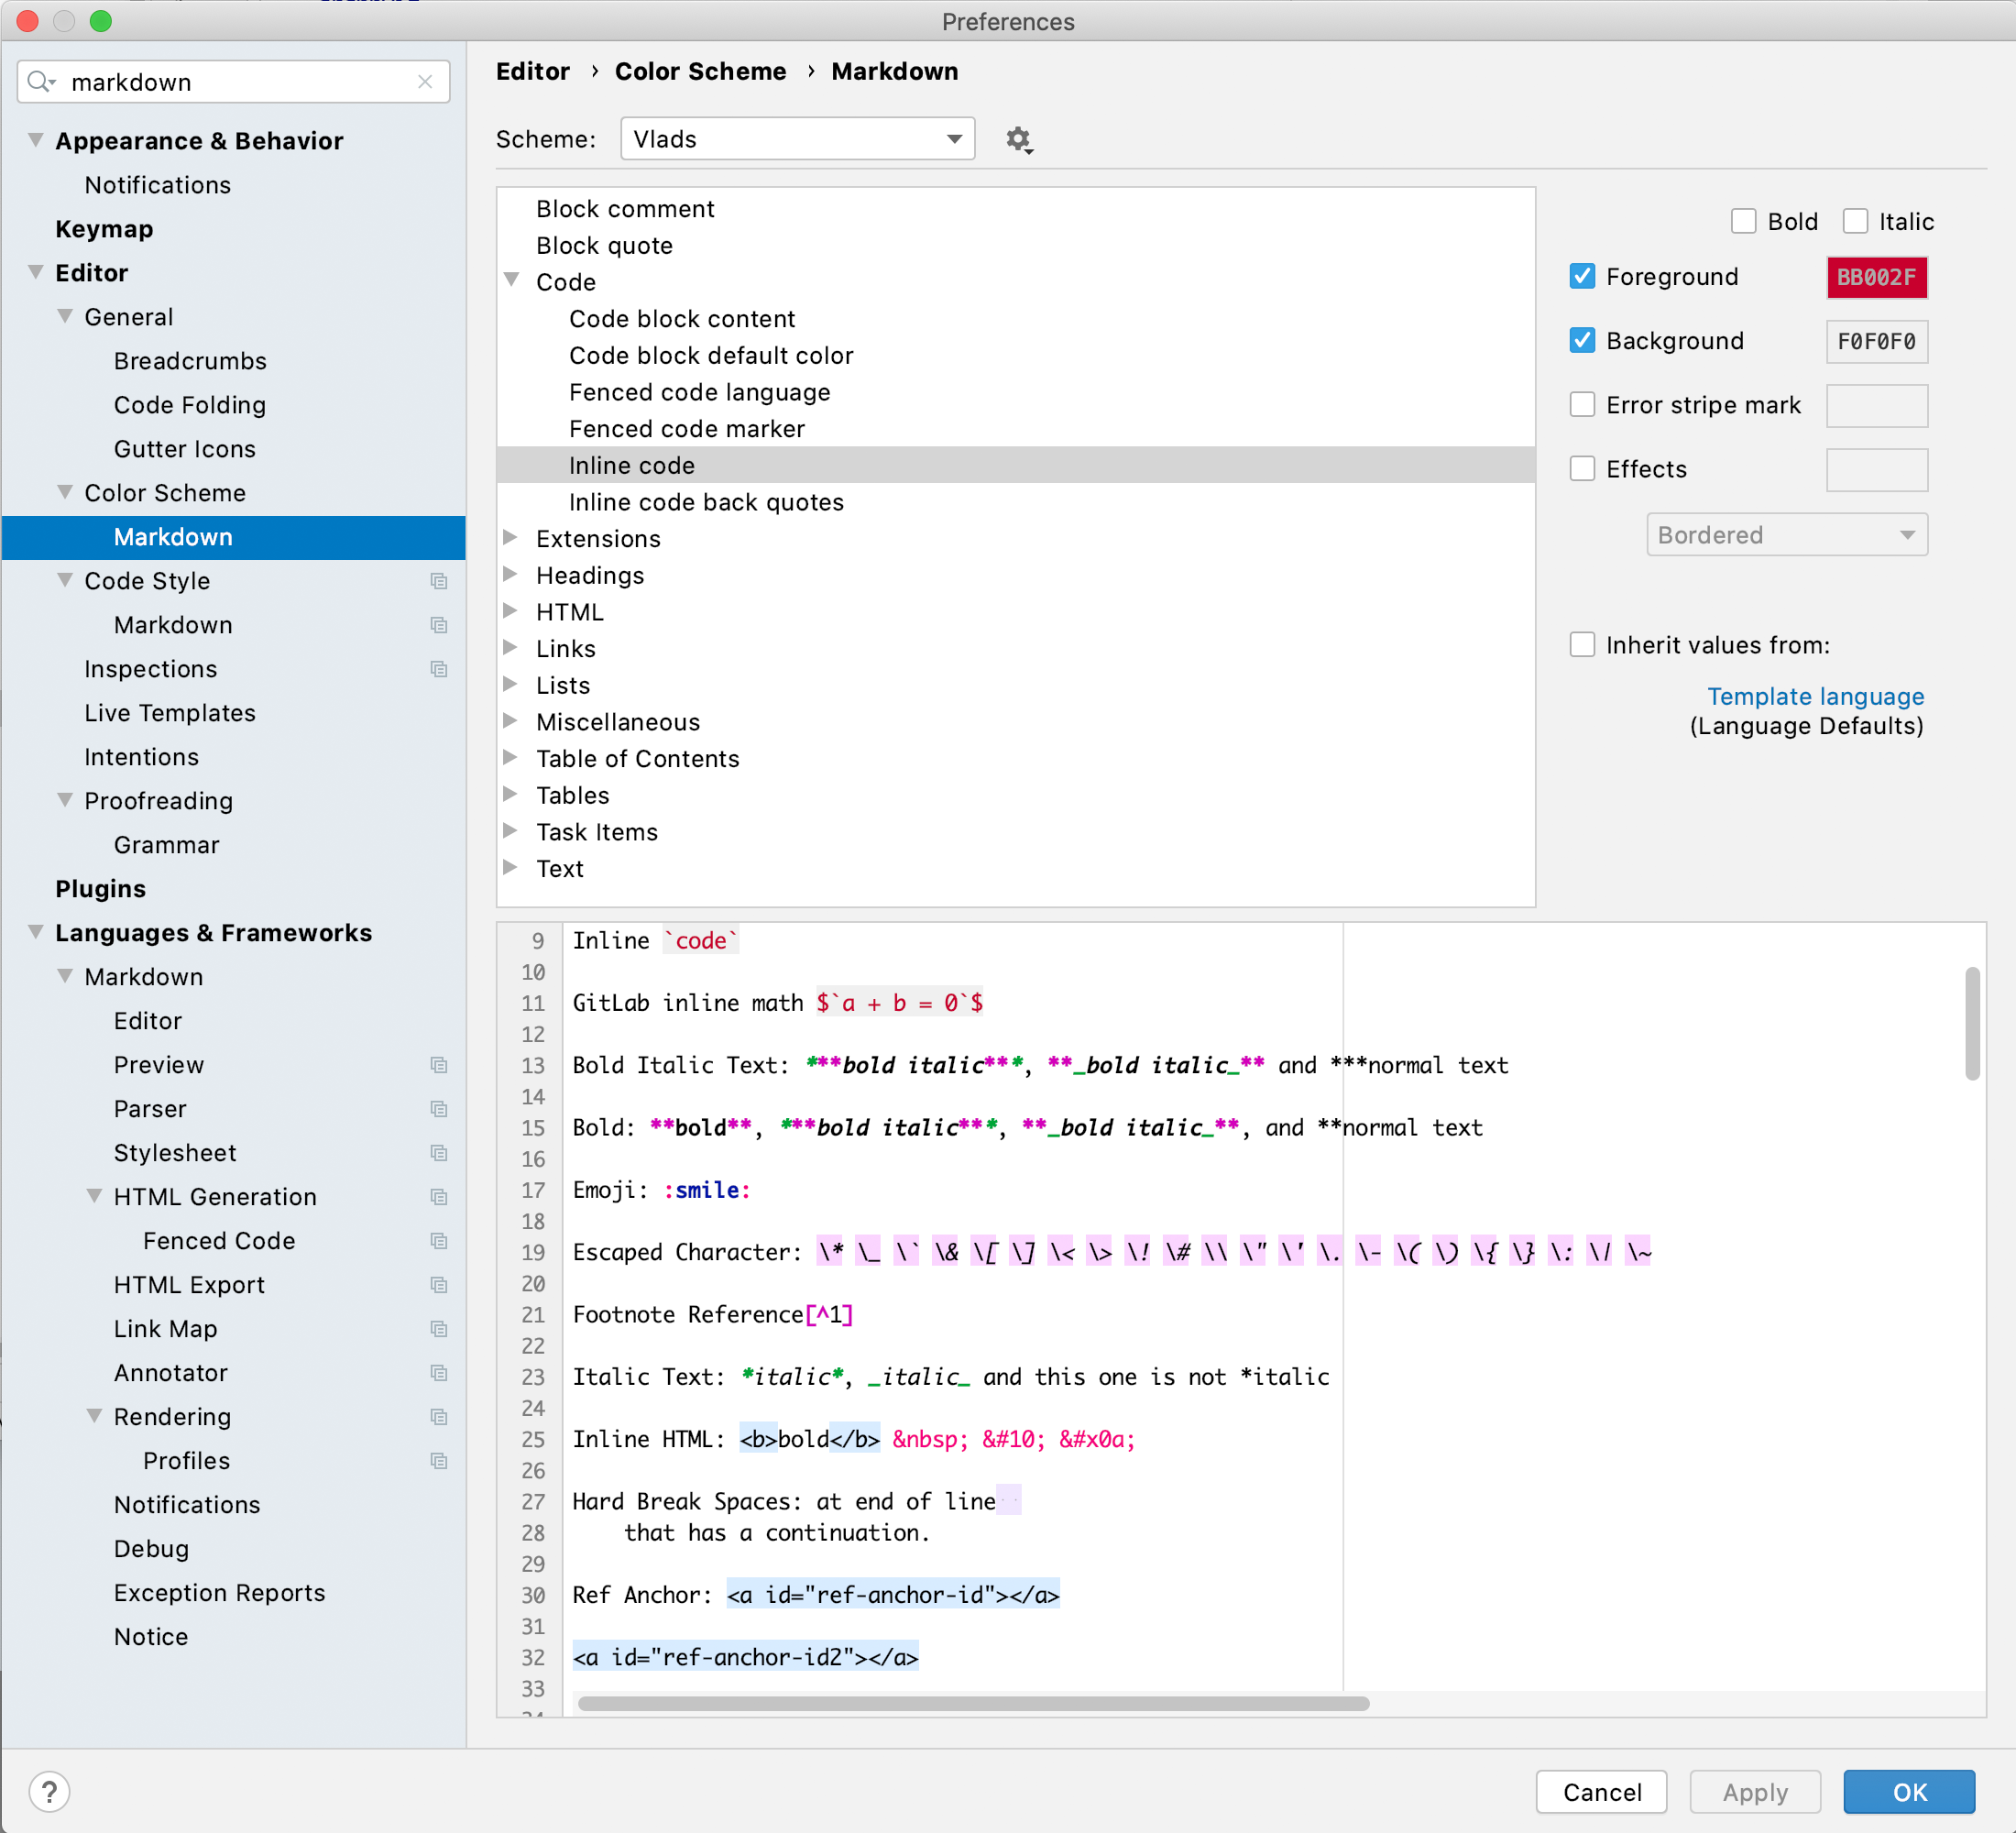 Preferences
markdown
Appearance & Behavior
Notifications
Keymap
Editor
General
Breadcrumbs
Code Folding
Gutter Icons
Color Scheme
Markdown
Code Style
Markdown
Inspections
Live Templates
Intentions
Proofreading
Grammar
Plugins
Languages & Frameworks
Markdown
Editor
Preview
Parser
Stylesheet
HTML Generation
Fenced Code
HTML Export
Link Map
Annotator
Rendering
Profiles
Notifications
Debug
Exception Reports
Notice
Editor › Color Scheme › Markdown
Scheme: Vlads
Block comment
Block quote
Code
Code block content
Code block default color
Fenced code language
Fenced code marker
Inline code
Inline code back quotes
Extensions
Headings
HTML
Links
Lists
Miscellaneous
Table of Contents
Tables
Task Items
Text
Bold Italic
Foreground BB002F
Background F0F0F0
Error stripe mark
Effects
Bordered
Inherit values from:
Template language
(Language Defaults)
9 Inline `code`
10
11 GitLab inline math $`a + b = 0`$
12
13 Bold Italic Text: ***bold italic***, **_bold italic_** and ***normal text
14
15 Bold: **bold**, ***bold italic***, **_bold italic_**, and **normal text
16
17 Emoji: :smile:
18
19 Escaped Character: \* \_ \` \& \[ \] \< \> \! \# \\ \" \' \. \- \( \) \{ \} \: \| \~
20
21 Footnote Reference[^1]
22
23 Italic Text: *italic*, _italic_ and this one is not *italic
24
25 Inline HTML: <b>bold</b> &nbsp; &#10; &#x0a;
26
27 Hard Break Spaces: at end of line
28 that has a continuation.
29
30 Ref Anchor: <a id="ref-anchor-id"></a>
31
32 <a id="ref-anchor-id2"></a>
33
?
Cancel Apply OK